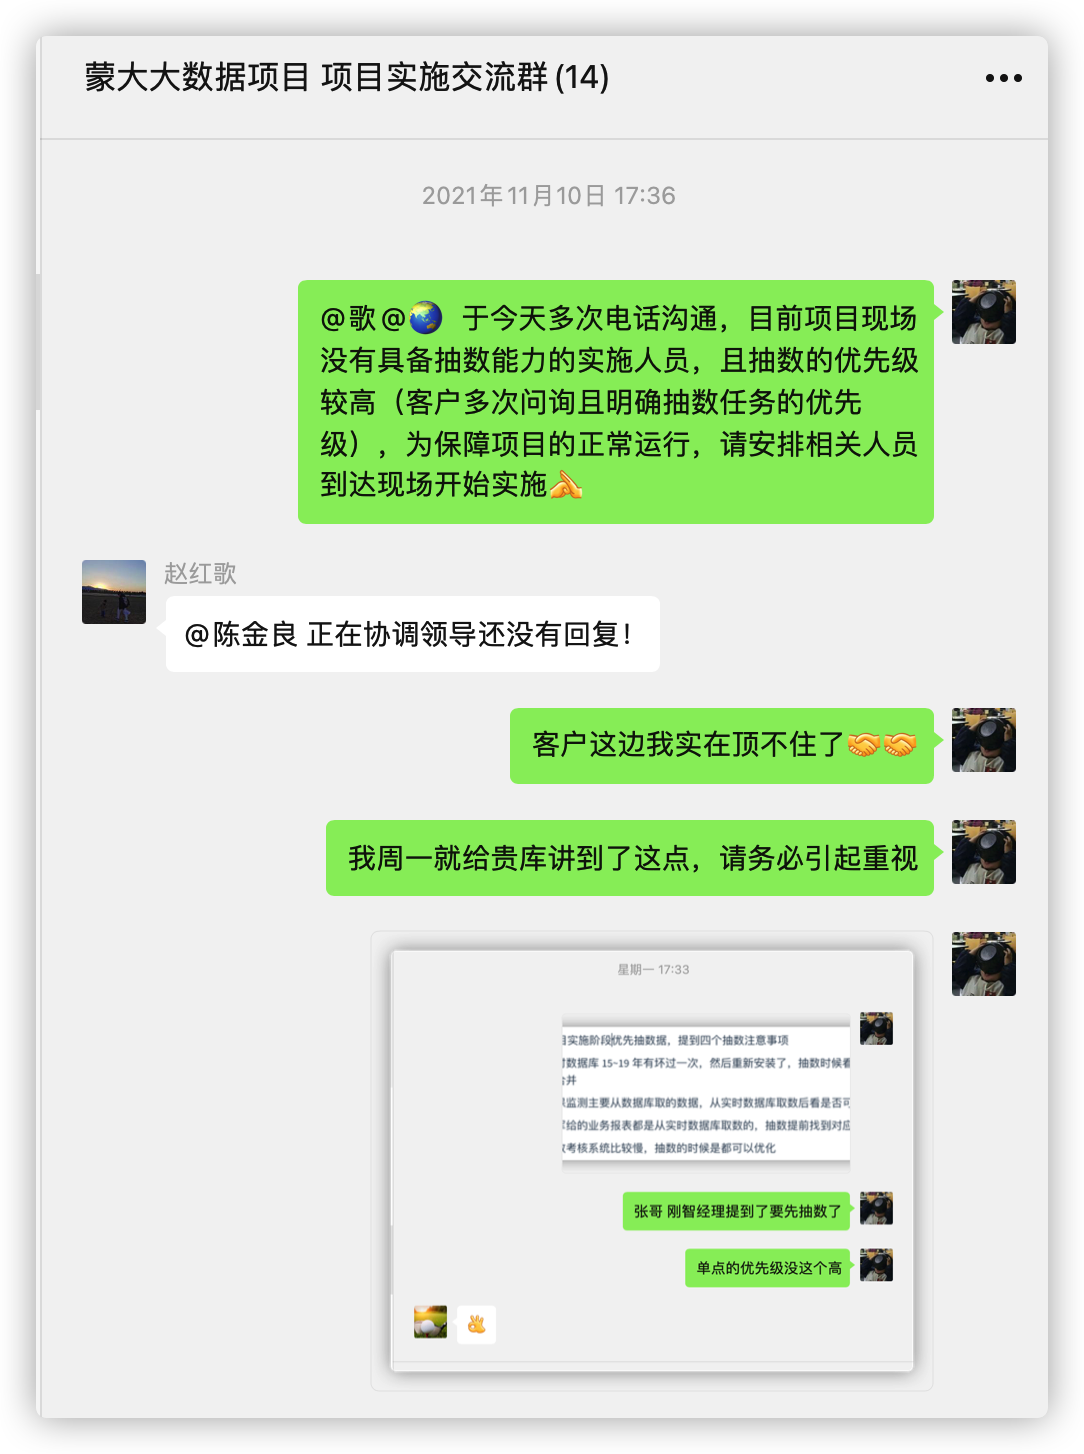 蒙大大数据项目 项目实施交流群(14)
2021年11月10日 17:36
@歌@🌏 于今天多次电话沟通，目前项目现场
没有具备抽数能力的实施人员，且抽数的优先级
较高（客户多次问询且明确抽数任务的优先
级），为保障项目的正常运行，请安排相关人员
到达现场开始实施
赵红歌
@陈金良 正在协调领导还没有回复！
客户这边我实在顶不住了🤝🤝
我周一就给贵库讲到了这点，请务必引起重视
星期一 17:33
目实施阶段优先抽数据，提到四个抽数注意事项
时数据库 15~19 年有坏过一次，然后重新安装了，抽数时候看
合并
监测主要从数据库取的数据，从实时数据库取数后看是否可
给的业务报表都是从实时数据库取数的，抽数提前找到对应
考核系统比较慢，抽数的时候是都可以优化
张哥 刚智经理提到了要先抽数了
单点的优先级没这个高
👌